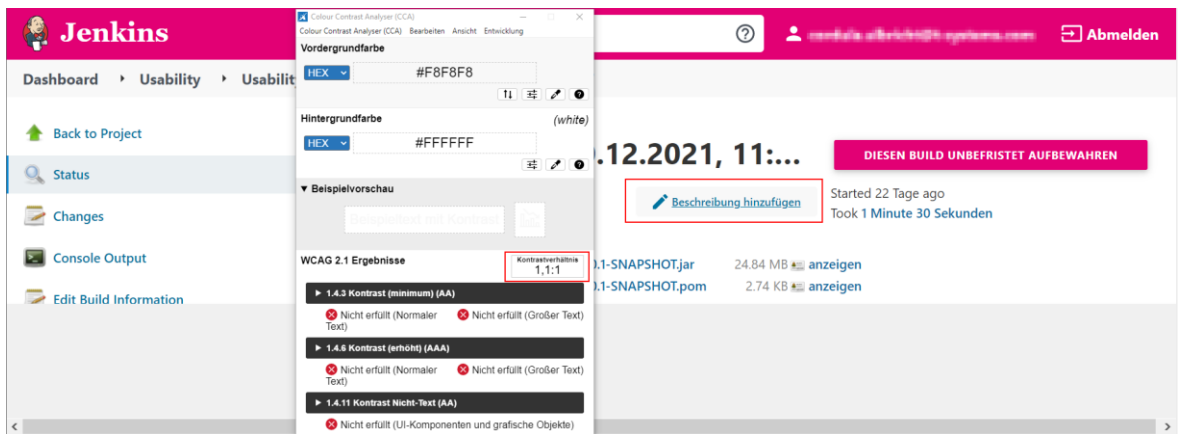 Jenkins
Abmelden
Dashboard Usability Usabilit
Back to Project
Status
Changes
Console Output
Edit Build Information
Colour Contrast Analyser (CCA)
Colour Contrast Analyser (CCA) Bearbeiten Ansicht Entwicklung
Vordergrundfarbe
HEX #F8F8F8
Hintergrundfarbe (white)
HEX #FFFFFF
▼ Beispielvorschau
Beispieltext mit Kontrast
WCAG 2.1 Ergebnisse
Kontrastverhältnis
1,1:1
▶ 1.4.3 Kontrast (minimum) (AA)
Nicht erfüllt (Normaler Text) Nicht erfüllt (Großer Text)
▶ 1.4.6 Kontrast (erhöht) (AAA)
Nicht erfüllt (Normaler Text) Nicht erfüllt (Großer Text)
▶ 1.4.11 Kontrast Nicht-Text (AA)
Nicht erfüllt (UI-Komponenten und grafische Objekte)
.12.2021, 11:...
DIESEN BUILD UNBEFRISTET AUFBEWAHREN
Beschreibung hinzufügen
Started 22 Tage ago
Took 1 Minute 30 Sekunden
.1-SNAPSHOT.jar 24.84 MB anzeigen
.1-SNAPSHOT.pom 2.74 KB anzeigen